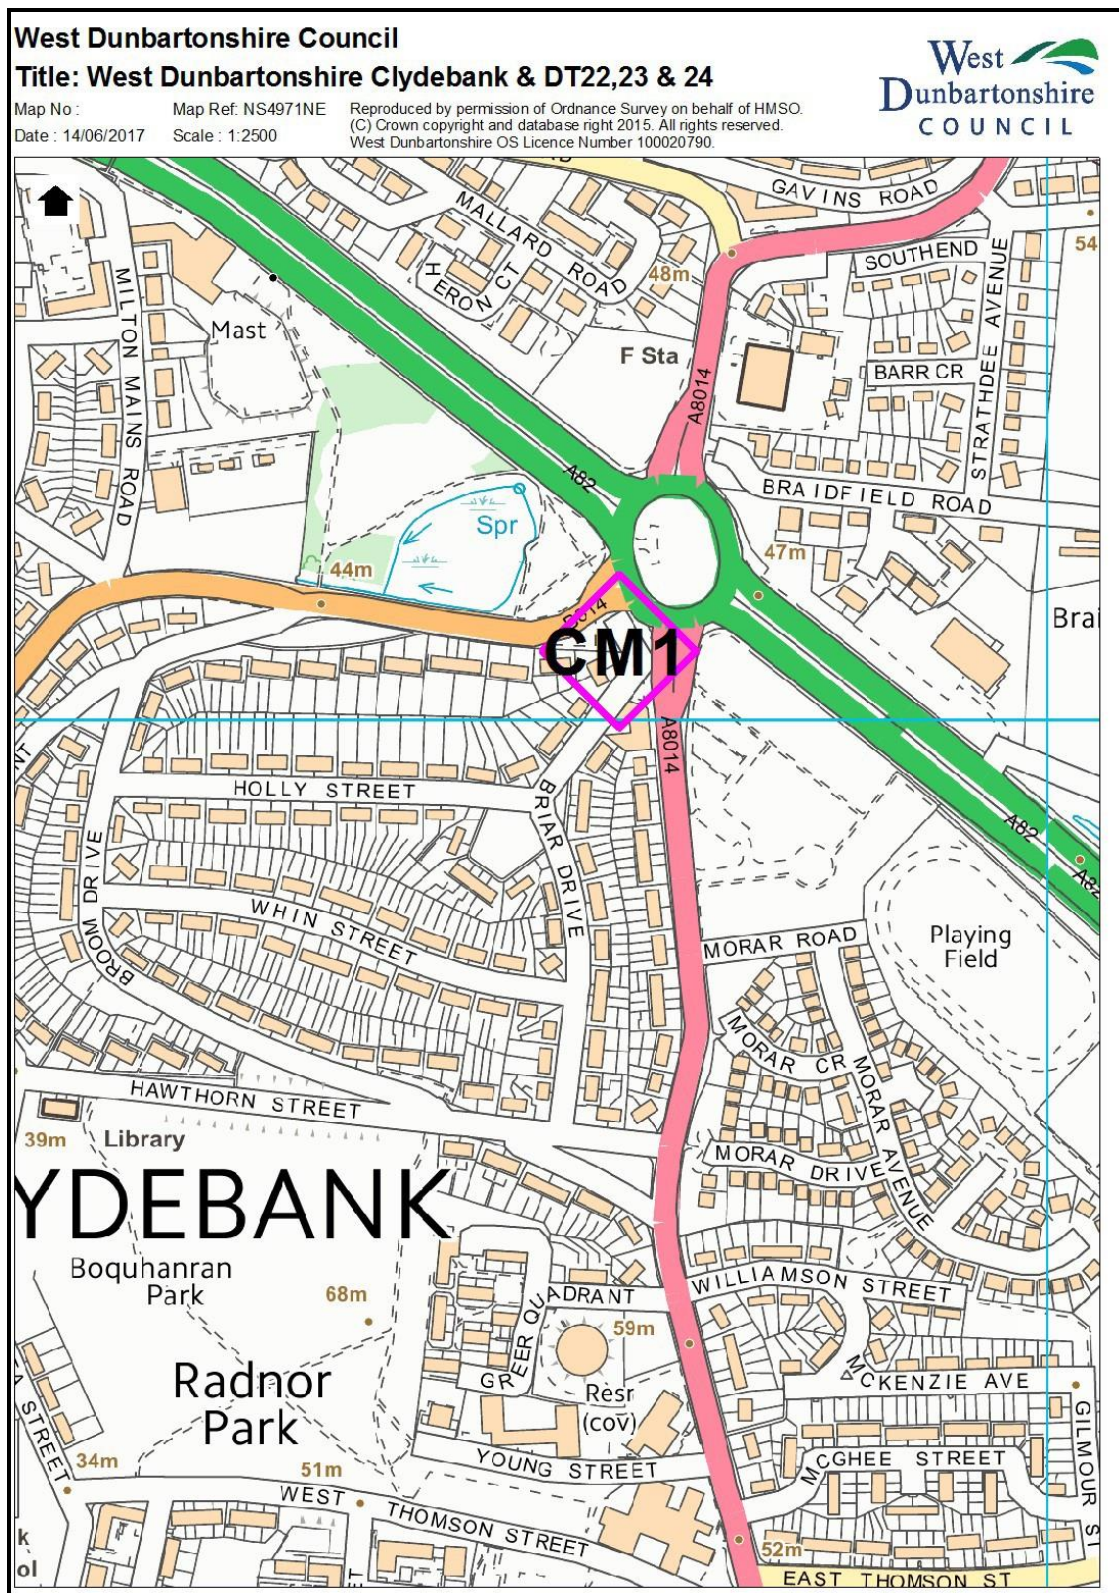 West Dunbartonshire Council
Title: West Dunbartonshire Clydebank & DT22,23 & 24
Map No :
Map Ref: NS4971NE
Date : 14/06/2017
Scale : 1:2500
Reproduced by permission of Ordnance Survey on behalf of HMSO.
(C) Crown copyright and database right 2015. All rights reserved.
West Dunbartonshire OS Licence Number 100020790.
West
Dunbartonshire
COUNCIL
GAVINS ROAD
MALLARD ROAD
HERON CT
48m
SOUTHEND
54
STRATHDEE AVENUE
MILTON MAINS ROAD
Mast
F Sta
BARR CR
A8014
A82
BRAIDFIELD ROAD
Spr
47m
44m
Brai
CM1
A8014
HOLLY STREET
BRIAR DRIVE
BROOM DRIVE
A82
A82
WHIN STREET
MORAR ROAD
Playing
Field
MORAR CR
MORAR AVENUE
HAWTHORN STREET
39m
Library
MORAR DRIVE
YDEBANK
Boquhanran
Park
68m
WILLIAMSON STREET
GREER QUADRANT
59m
Radnor
Park
Resr
(cov)
MCKENZIE AVE
GILMOUR ST
STREET
34m
51m
YOUNG STREET
MCGHEE STREET
WEST THOMSON STREET
52m
k
ol
EAST THOMSON ST